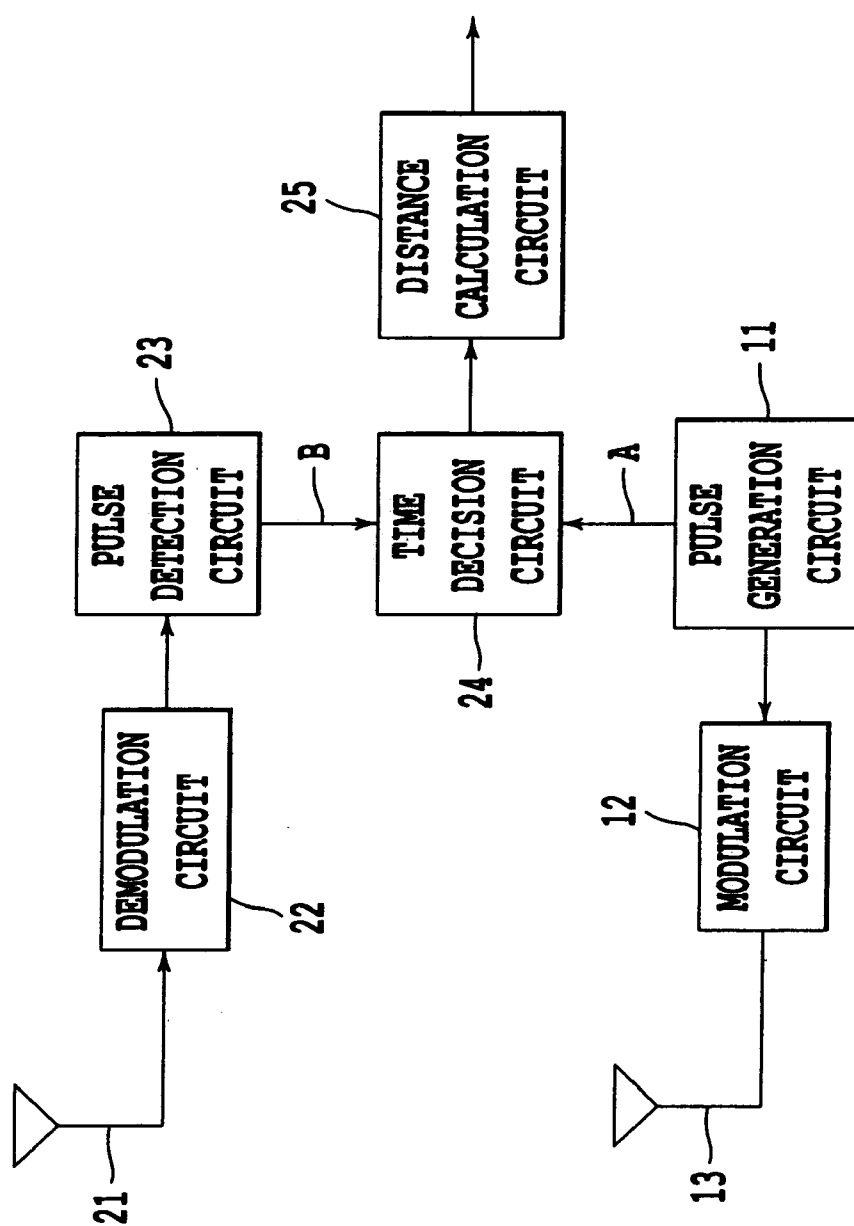 21
DEMODULATION
CIRCUIT
22
PULSE
DETECTION
CIRCUIT
23
B
TIME
DECISION
CIRCUIT
24
DISTANCE
CALCULATION
CIRCUIT
25
A
PULSE
GENERATION
CIRCUIT
11
MODULATION
CIRCUIT
12
13